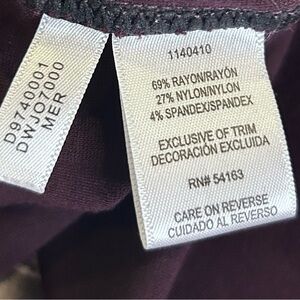 D9740001
DWJO7000
MER
1140410
69% RAYON/RAYÓN
27% NYLON/NYLON
4% SPANDEX/SPANDEX
EXCLUSIVE OF TRIM
DECORACIÓN EXCLUIDA
RN# 54163
CARE ON REVERSE
CUIDADO AL REVERSO